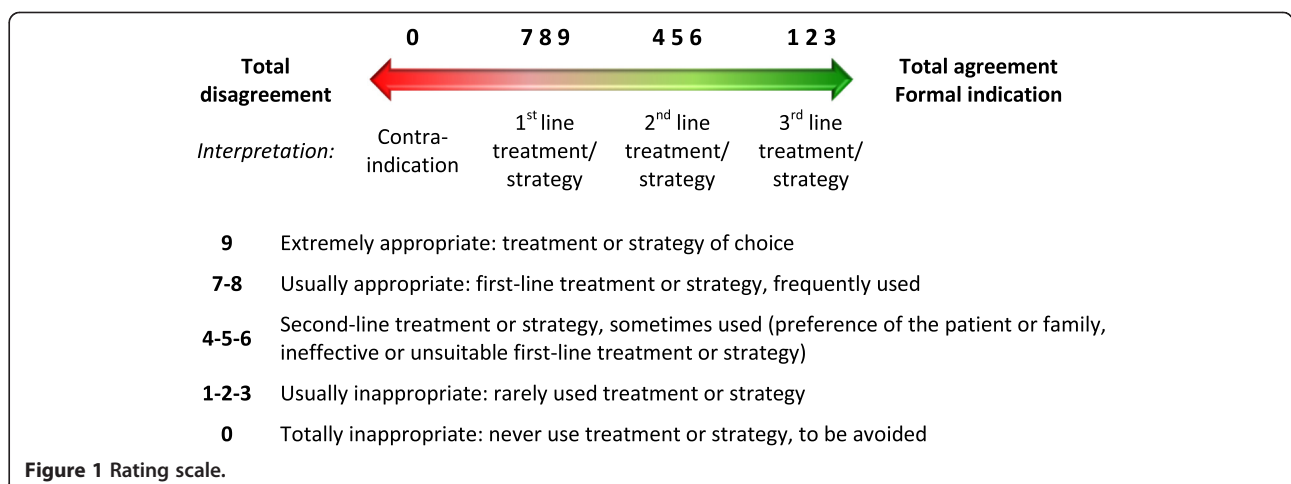 0 7 8 9 4 5 6 1 2 3
Total disagreement
Total agreement
Formal indication
Interpretation:
Contra-
indication
1st line
treatment/
strategy
2nd line
treatment/
strategy
3rd line
treatment/
strategy
9 Extremely appropriate: treatment or strategy of choice
7-8 Usually appropriate: first-line treatment or strategy, frequently used
4-5-6 Second-line treatment or strategy, sometimes used (preference of the patient or family,
ineffective or unsuitable first-line treatment or strategy)
1-2-3 Usually inappropriate: rarely used treatment or strategy
0 Totally inappropriate: never use treatment or strategy, to be avoided
Figure 1 Rating scale.